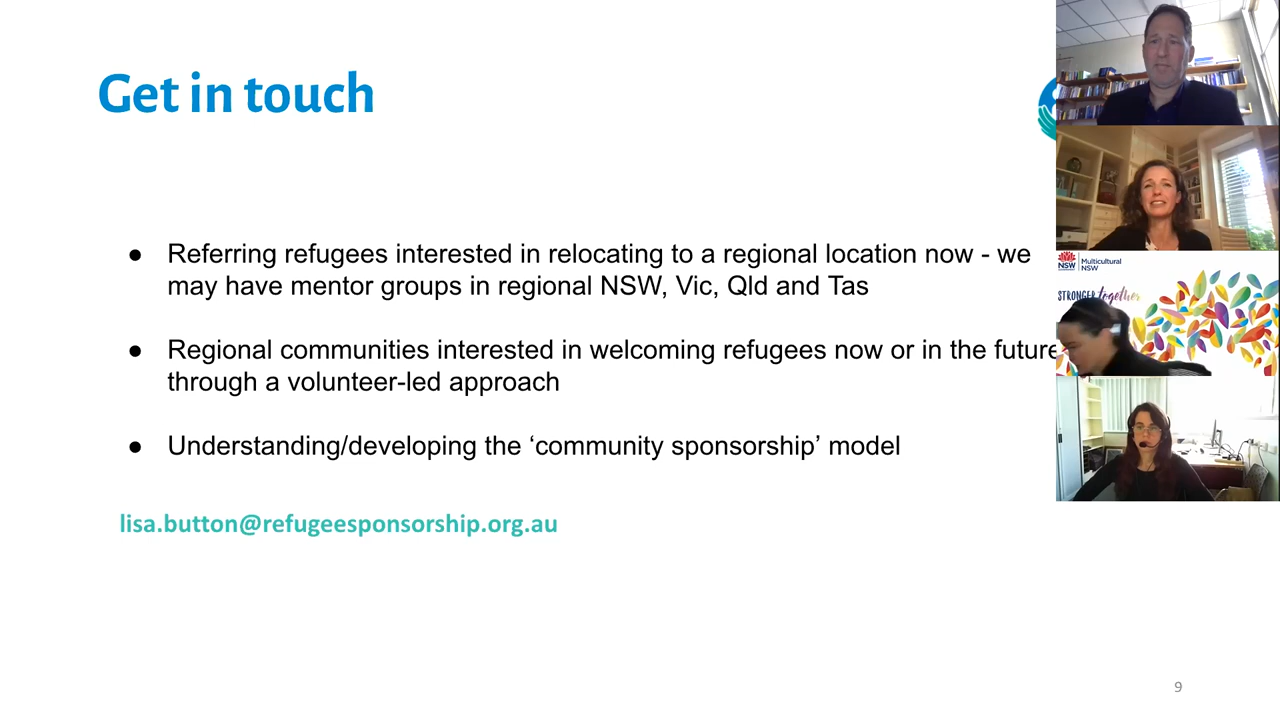 Get in touch
● Referring refugees interested in relocating to a regional location now - we
may have mentor groups in regional NSW, Vic, Qld and Tas
● Regional communities interested in welcoming refugees now or in the future
through a volunteer-led approach
● Understanding/developing the ‘community sponsorship’ model
lisa.button@refugeesponsorship.org.au
NSW
Multicultural
NSW
STRONGER together
9